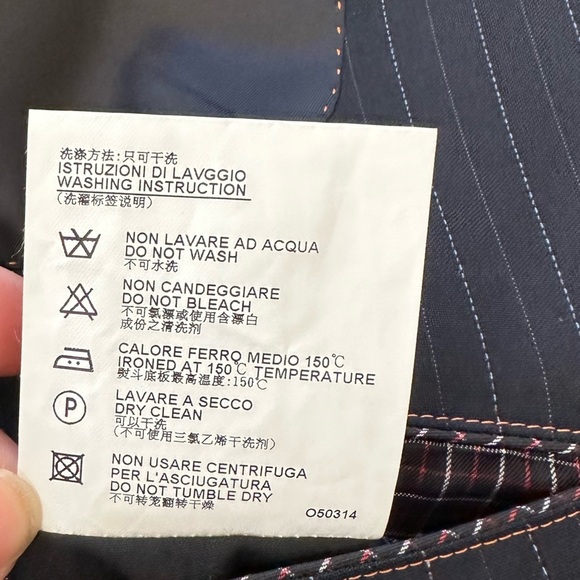 洗涤方法:只可干洗
ISTRUZIONI DI LAVGGIO
WASHING INSTRUCTION
(洗濯标签说明)
NON LAVARE AD ACQUA
DO NOT WASH
不可水洗
NON CANDEGGIARE
DO NOT BLEACH
不可氯漂或使用含漂白
成份之清洗剂
CALORE FERRO MEDIO 150℃
IRONED AT 150℃ TEMPERATURE
熨斗底板最高温度:150℃
P
LAVARE A SECCO
DRY CLEAN
可以干洗
(不可使用三氯乙烯干洗剂)
NON USARE CENTRIFUGA
PER L'ASCIUGATURA
DO NOT TUMBLE DRY
不可转笼翻转干燥
O50314